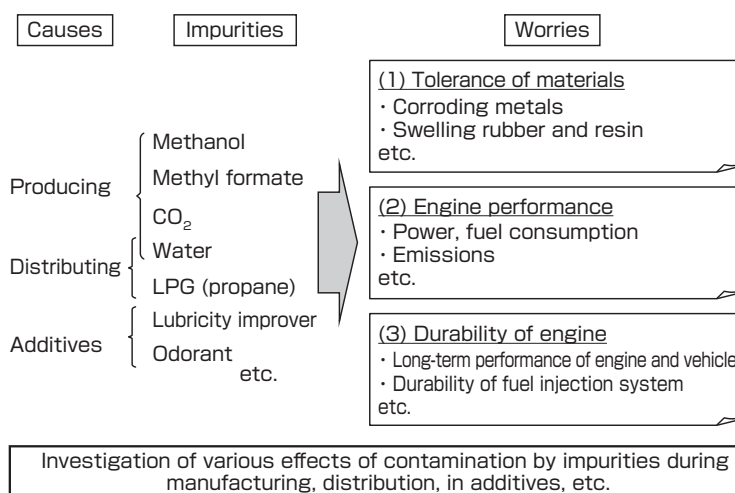 Causes
Impurities
Worries
Producing
Distributing
Additives
Methanol
Methyl formate
CO₂
Water
LPG (propane)
Lubricity improver
Odorant
etc.
(1) Tolerance of materials
・Corroding metals
・Swelling rubber and resin
etc.
(2) Engine performance
・Power, fuel consumption
・Emissions
etc.
(3) Durability of engine
・Long-term performance of engine and vehicle
・Durability of fuel injection system
etc.
Investigation of various effects of contamination by impurities during
manufacturing, distribution, in additives, etc.